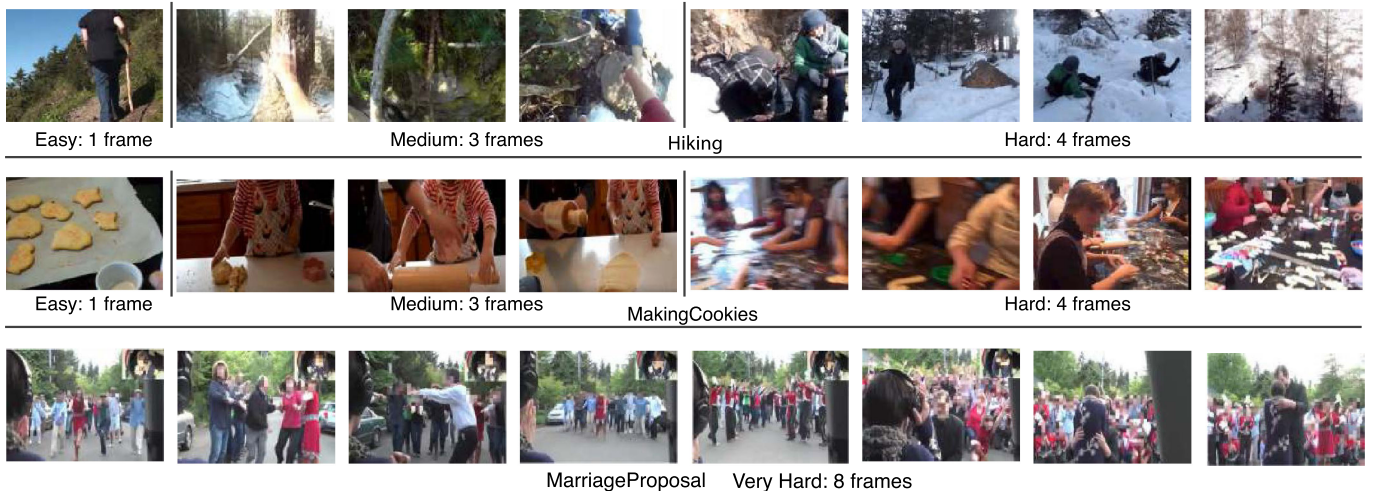 Easy: 1 frame
Medium: 3 frames
Hiking
Hard: 4 frames
Easy: 1 frame
Medium: 3 frames
MakingCookies
Hard: 4 frames
MarriageProposal
Very Hard: 8 frames